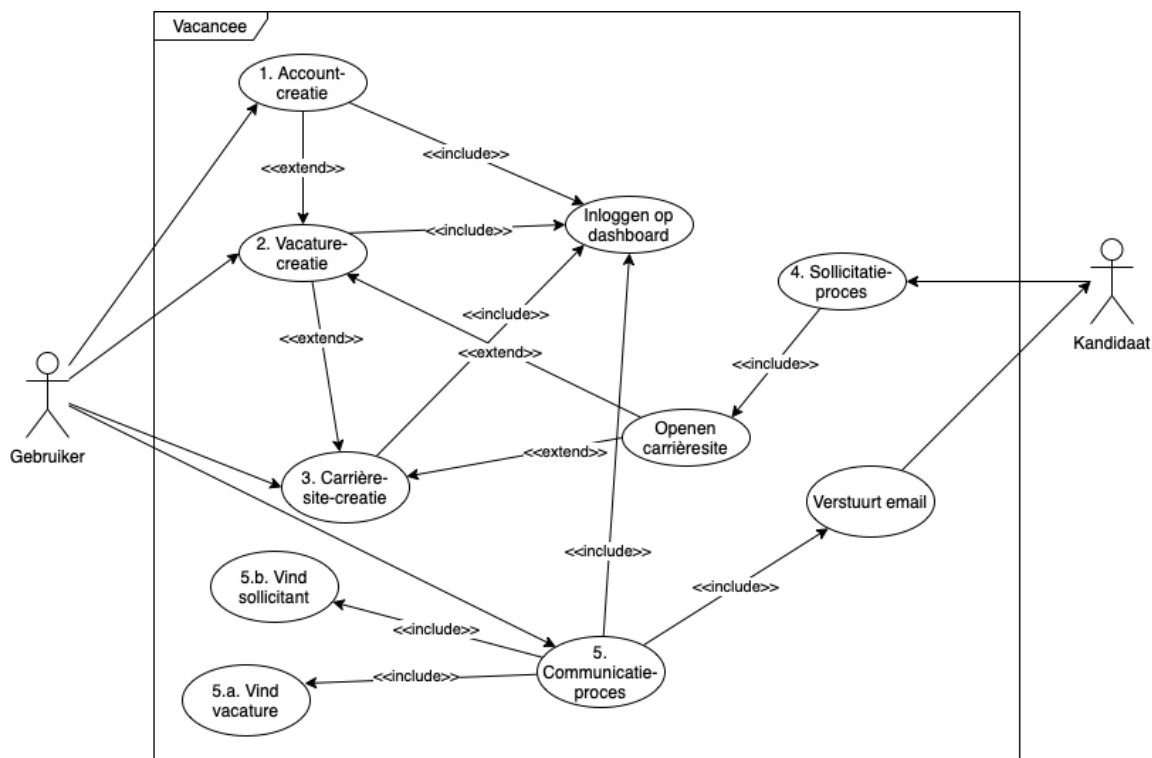 Vacancee
1. Account-
creatie
<<include>>
<<extend>>
Inloggen op
dashboard
2. Vacature-
creatie
<<include>>
4. Sollicitatie-
proces
<<include>>
<<extend>>
<<extend>>
Kandidaat
<<include>>
Gebruiker
Openen
carrièresite
<<extend>>
3. Carrière-
site-creatie
Verstuurt email
<<include>>
5.b. Vind
sollicitant
<<include>>
<<include>>
5.
Communicatie-
proces
<<include>>
5.a. Vind
vacature